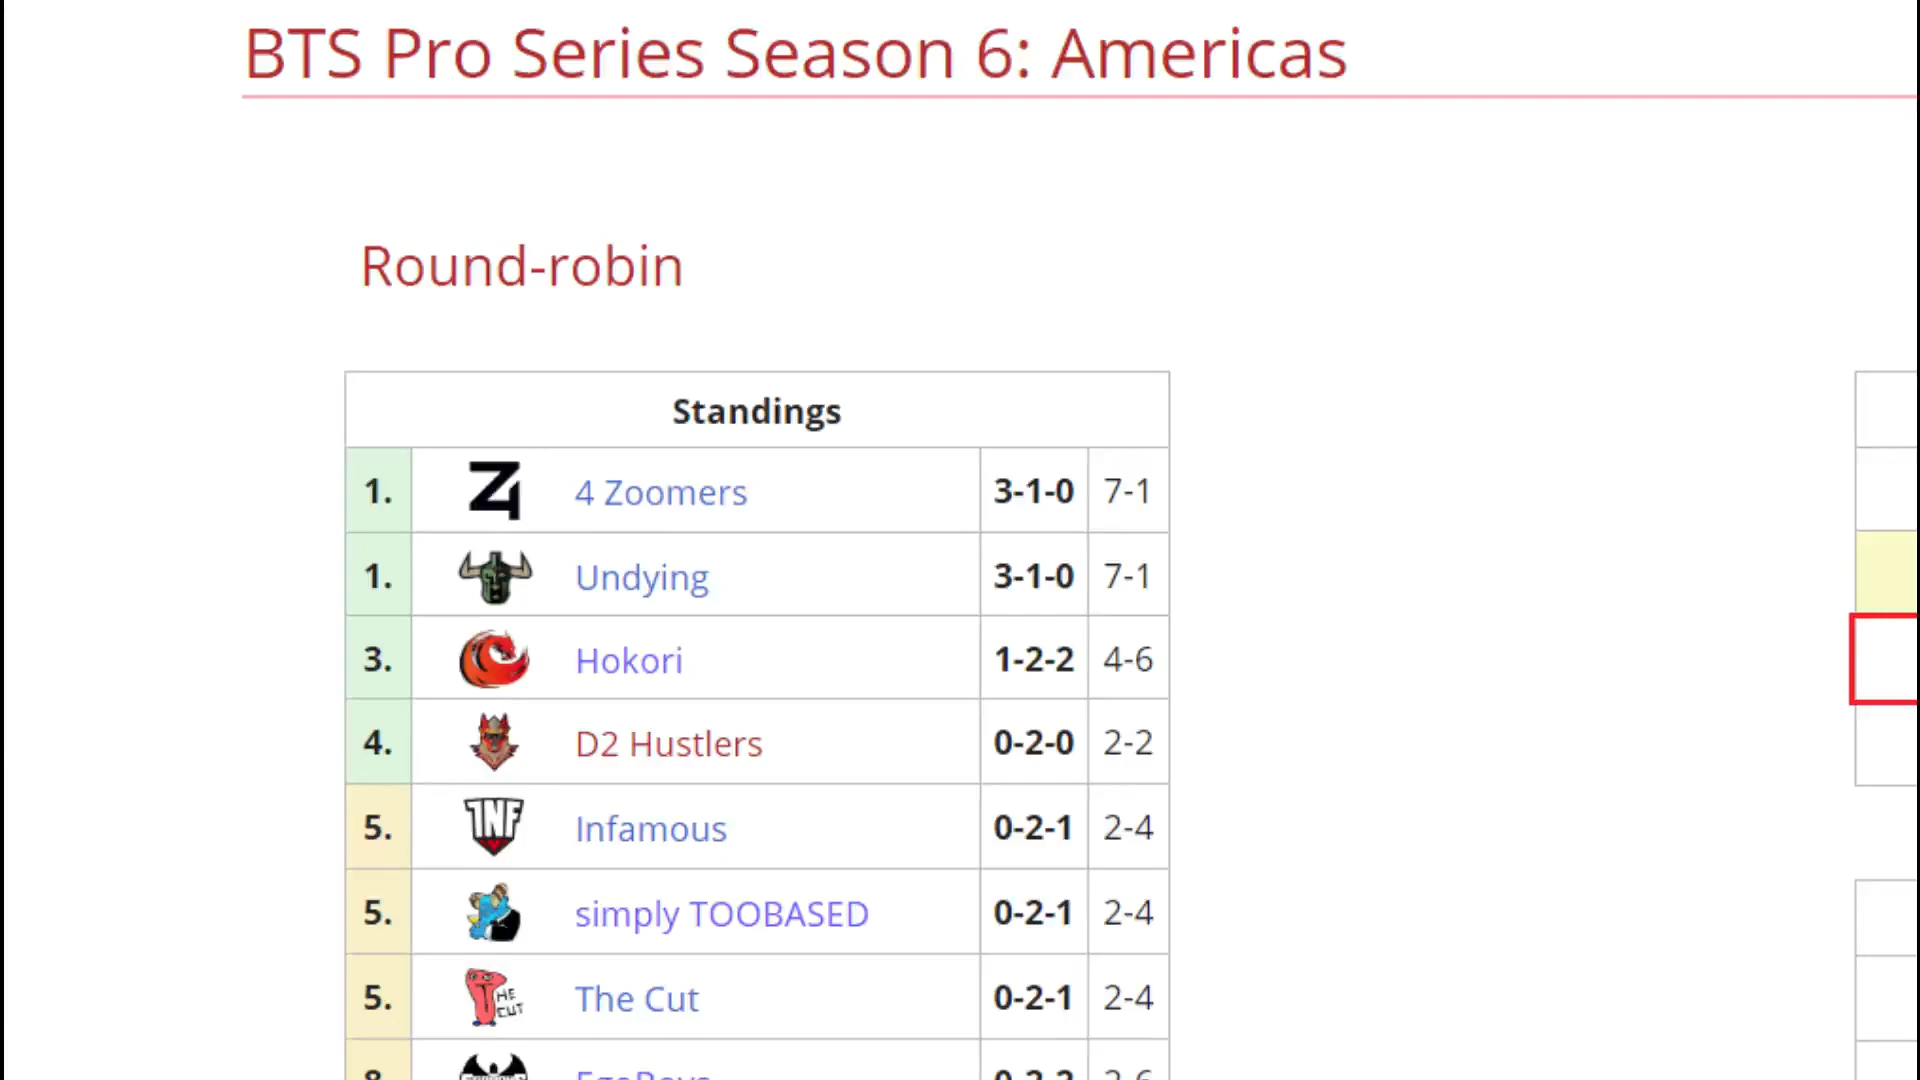 BTS Pro Series Season 6: Americas
Round-robin
Standings
1. 4 Zoomers 3-1-0 7-1
1. Undying 3-1-0 7-1
3. Hokori 1-2-2 4-6
4. D2 Hustlers 0-2-0 2-2
5. INF Infamous 0-2-1 2-4
5. simply TOOBASED 0-2-1 2-4
5. THE CUT The Cut 0-2-1 2-4